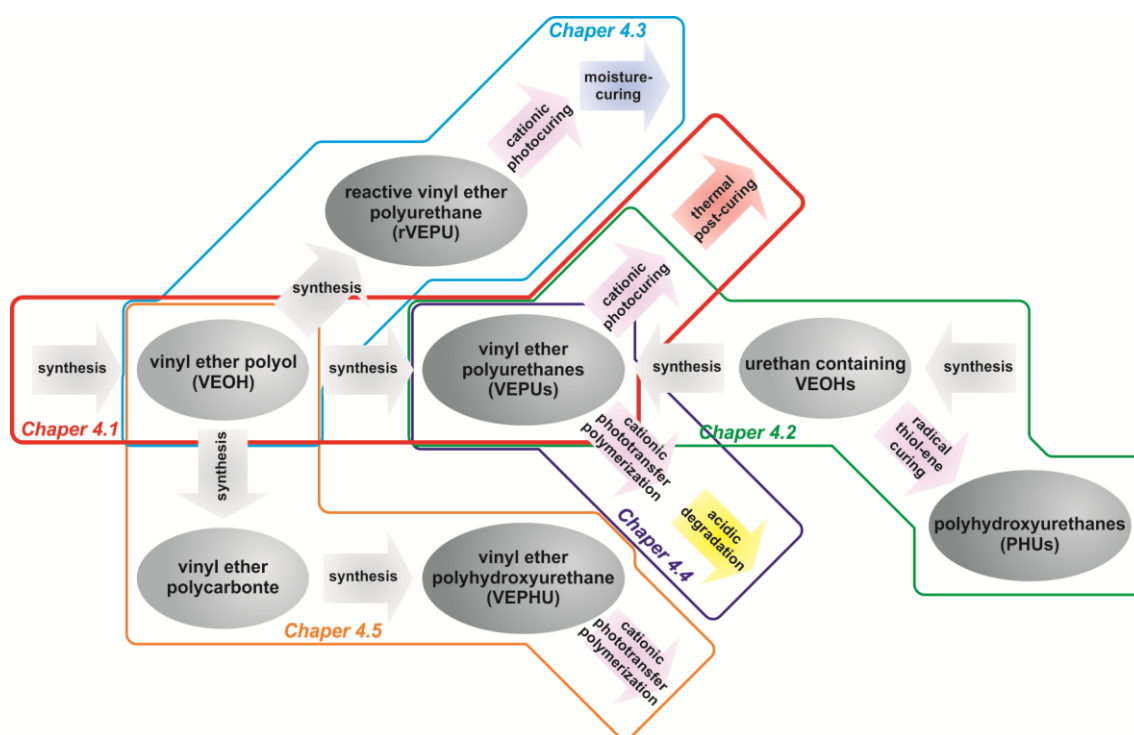 Chaper 4.3
moisture-
curing
cationic
photocuring
reactive vinyl ether
polyurethane
(rVEPU)
thermal
post-curing
synthesis
cationic
photocuring
synthesis
vinyl ether polyol
(VEOH)
synthesis
vinyl ether
polyurethanes
(VEPUs)
synthesis
urethan containing
VEOHs
synthesis
Chaper 4.1
Chaper 4.2
synthesis
cationic
phototransfer
polymerization
radical
thiol-ene
curing
acidic
degradation
Chaper 4.4
polyhydroxyurethanes
(PHUs)
vinyl ether
polycarbonte
synthesis
vinyl ether
polyhydroxyurethane
(VEPHU)
Chaper 4.5
cationic
phototransfer
polymerization